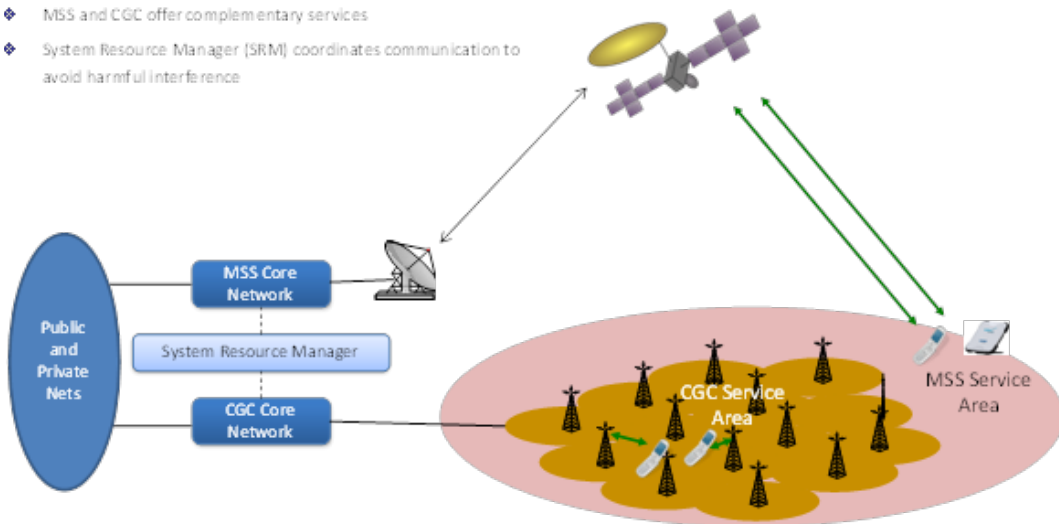 MSS and CGC offer complementary services
System Resource Manager (SRM) coordinates communication to
avoid harmful interference
MSS Core
Network
Public
and
Private
Nets
System Resource Manager
CGC Core
Network
CGC Service
Area
MSS Service
Area